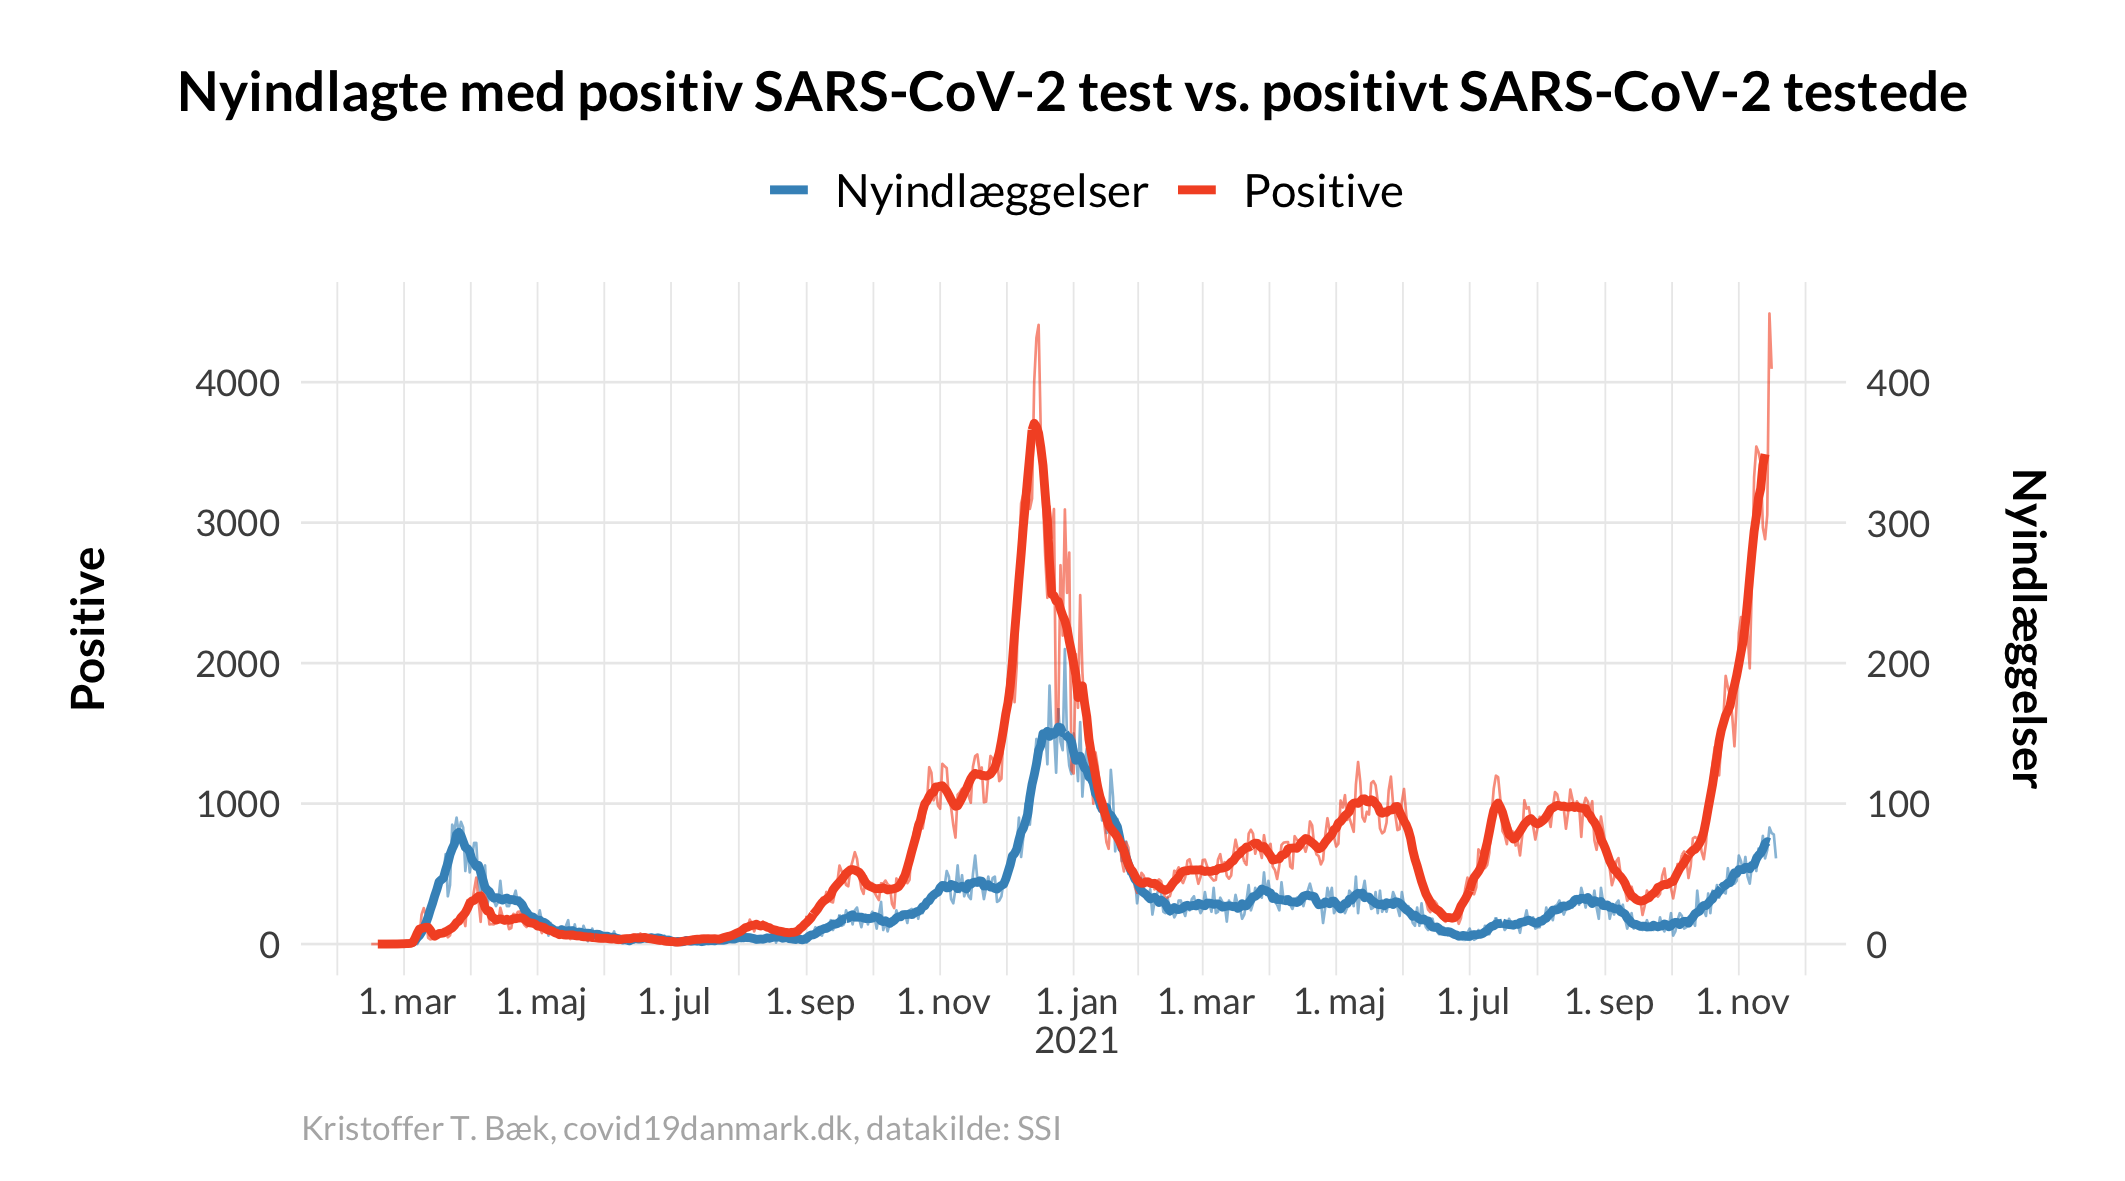 Nyindlagte med positiv SARS-CoV-2 test vs. positivt SARS-CoV-2 testede
Nyindlæggelser Positive
4000 400
3000 300
2000 200
1000 100
0 0
Positive
Nyindlæggelser
1. mar 1. maj 1. jul 1. sep 1. nov 1. jan 1. mar 1. maj 1. jul 1. sep 1. nov
2021
Kristoffer T. Bæk, covid19danmark.dk, datakilde: SSI